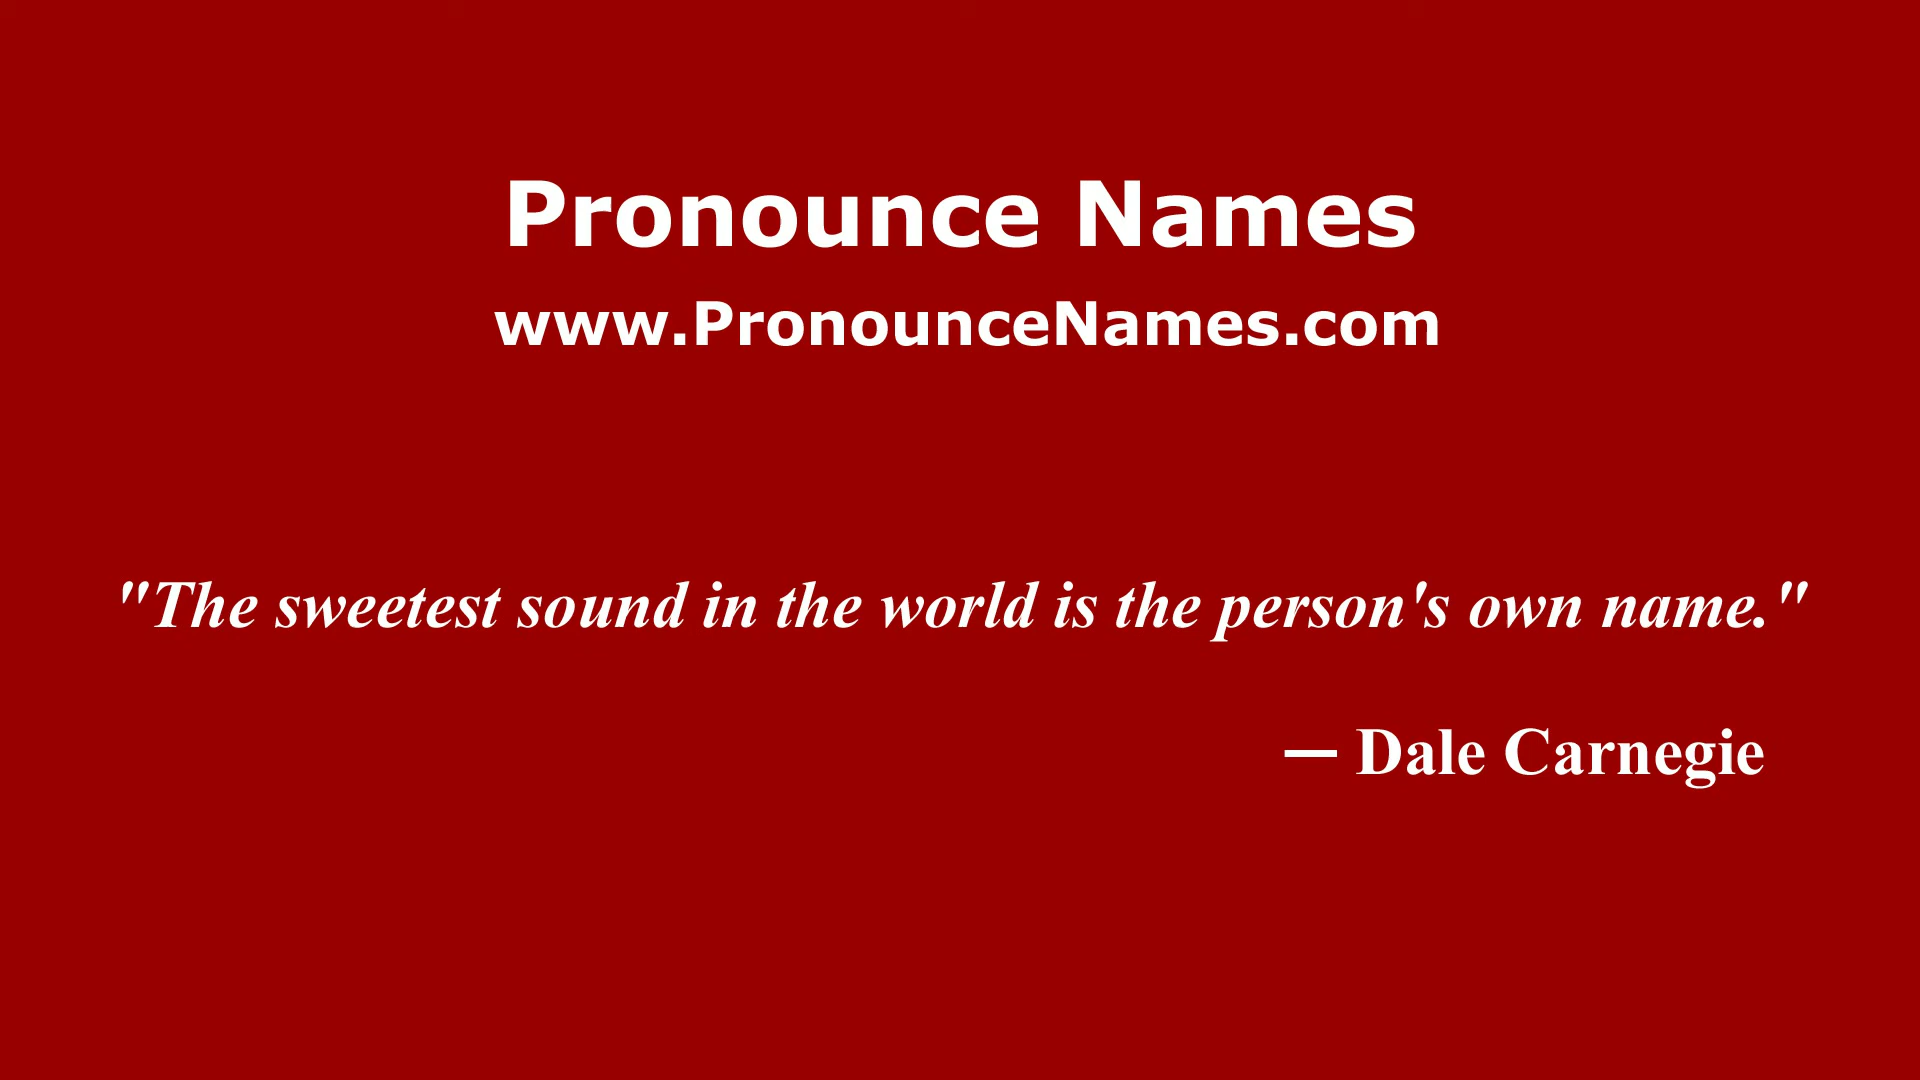 Pronounce Names
www.PronounceNames.com
"The sweetest sound in the world is the person's own name."
— Dale Carnegie